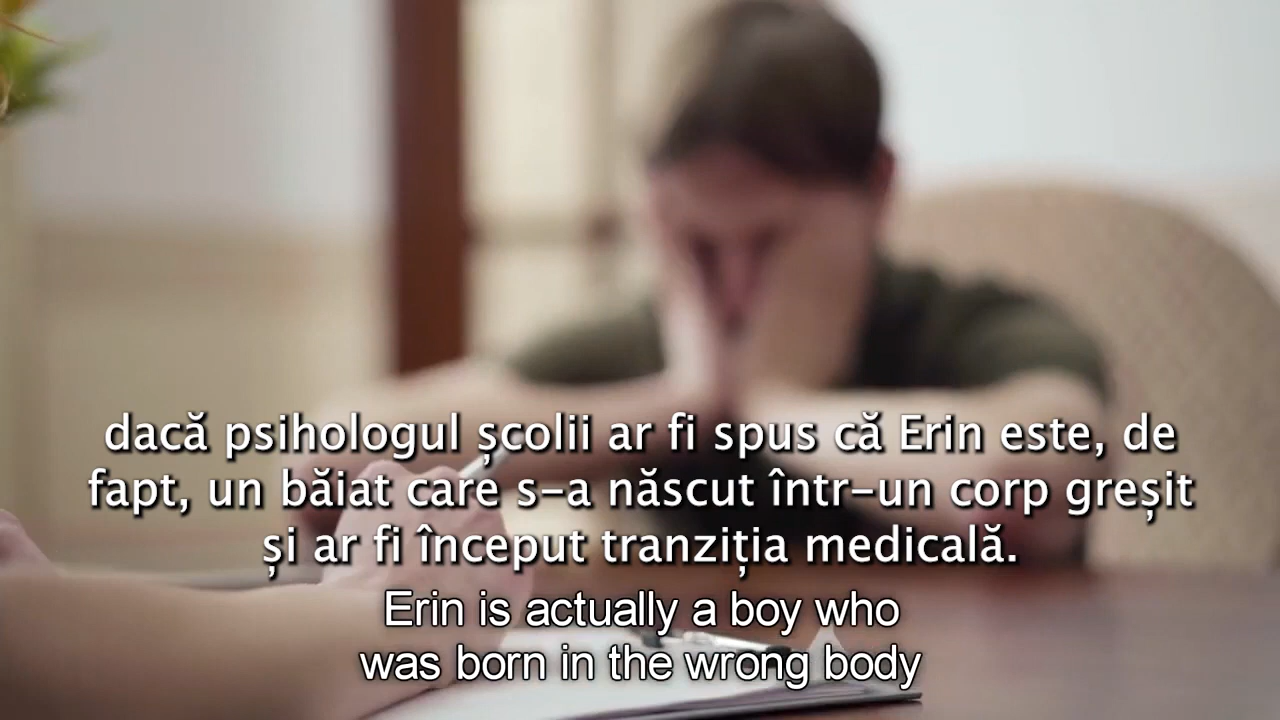 dacă psihologul școlii ar fi spus că Erin este, de
fapt, un băiat care s-a născut într-un corp greșit
și ar fi început tranziția medicală.
Erin is actually a boy who
was born in the wrong body